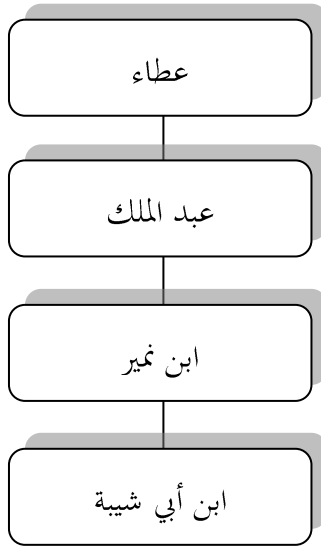 عطاء
عبد الملك
ابن نمير
ابن أبي شيبة